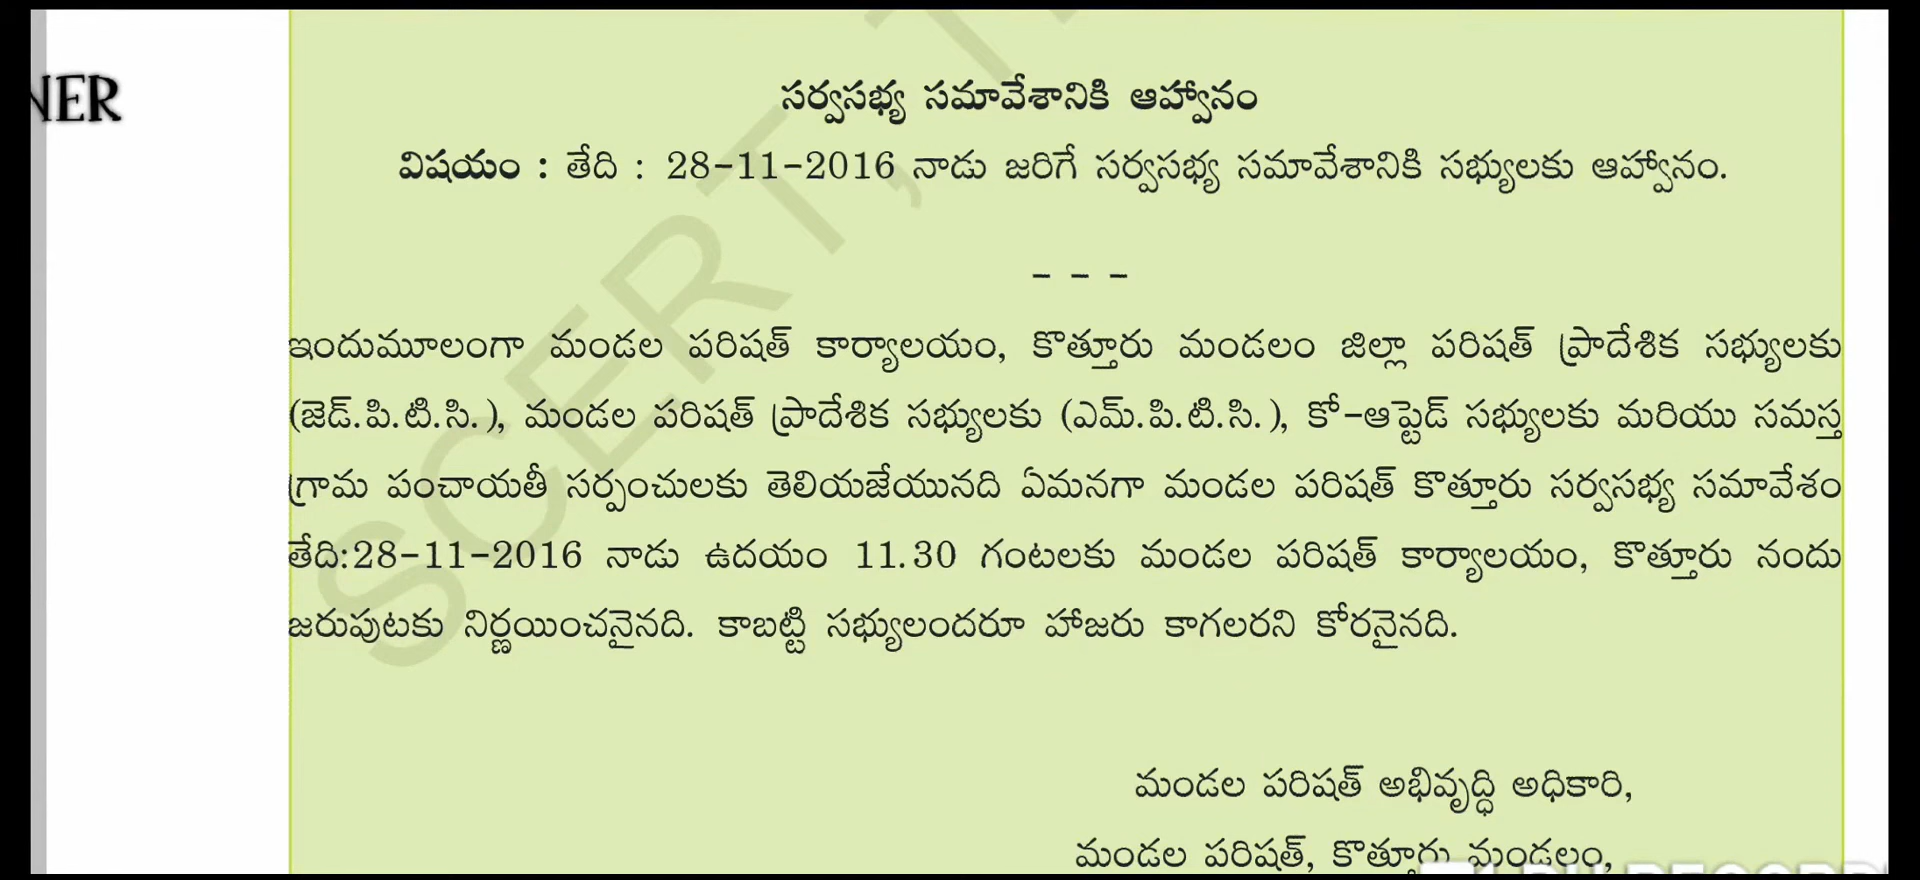 NER
సర్వసభ్య సమావేశానికి ఆహ్వానం
విషయం : తేది : 28-11-2016 నాడు జరిగే సర్వసభ్య సమావేశానికి సభ్యులకు ఆహ్వానం.
- - -
ఇందుమూలంగా మండల పరిషత్ కార్యాలయం, కొత్తూరు మండలం జిల్లా పరిషత్ ప్రాదేశిక సభ్యులకు
(జెడ్.పి.టి.సి.), మండల పరిషత్ ప్రాదేశిక సభ్యులకు (ఎమ్.పి.టి.సి.), కో-ఆప్టెడ్ సభ్యులకు మరియు సమస్త
గ్రామ పంచాయతీ సర్పంచులకు తెలియజేయునది ఏమనగా మండల పరిషత్ కొత్తూరు సర్వసభ్య సమావేశం
తేది:28-11-2016 నాడు ఉదయం 11.30 గంటలకు మండల పరిషత్ కార్యాలయం, కొత్తూరు నందు
జరుపుటకు నిర్ణయించనైనది. కాబట్టి సభ్యులందరూ హాజరు కాగలరని కోరనైనది.
మండల పరిషత్ అభివృద్ధి అధికారి,
మండల పరిషత్, కొత్తూరు మండలం,
SCERT, T